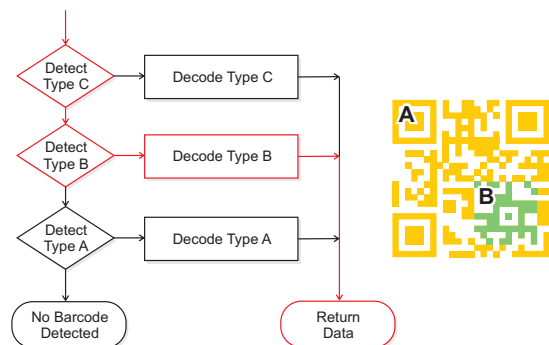 Detect
Type C
Decode Type C
Detect
Type B
Decode Type B
Detect
Type A
Decode Type A
No Barcode
Detected
Return
Data
A
B